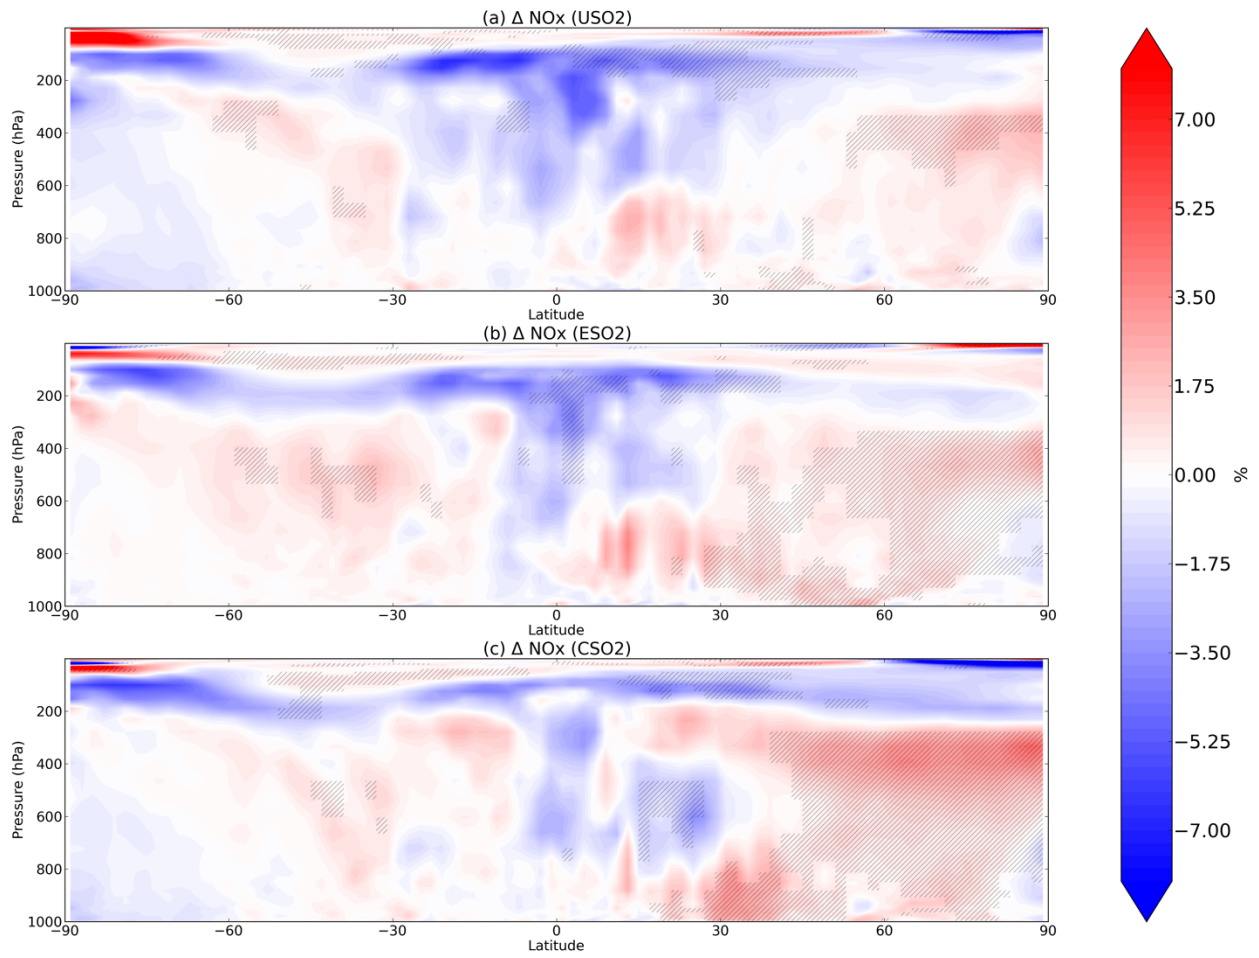 (a) Δ NOx (USO2)
Pressure (hPa)
200
400
600
800
1000
−90 −60 −30 0 30 60 90
Latitude
(b) Δ NOx (ESO2)
Pressure (hPa)
200
400
600
800
1000
−90 −60 −30 0 30 60 90
Latitude
(c) Δ NOx (CSO2)
Pressure (hPa)
200
400
600
800
1000
−90 −60 −30 0 30 60 90
Latitude
7.00
5.25
3.50
1.75
0.00
−1.75
−3.50
−5.25
−7.00
%